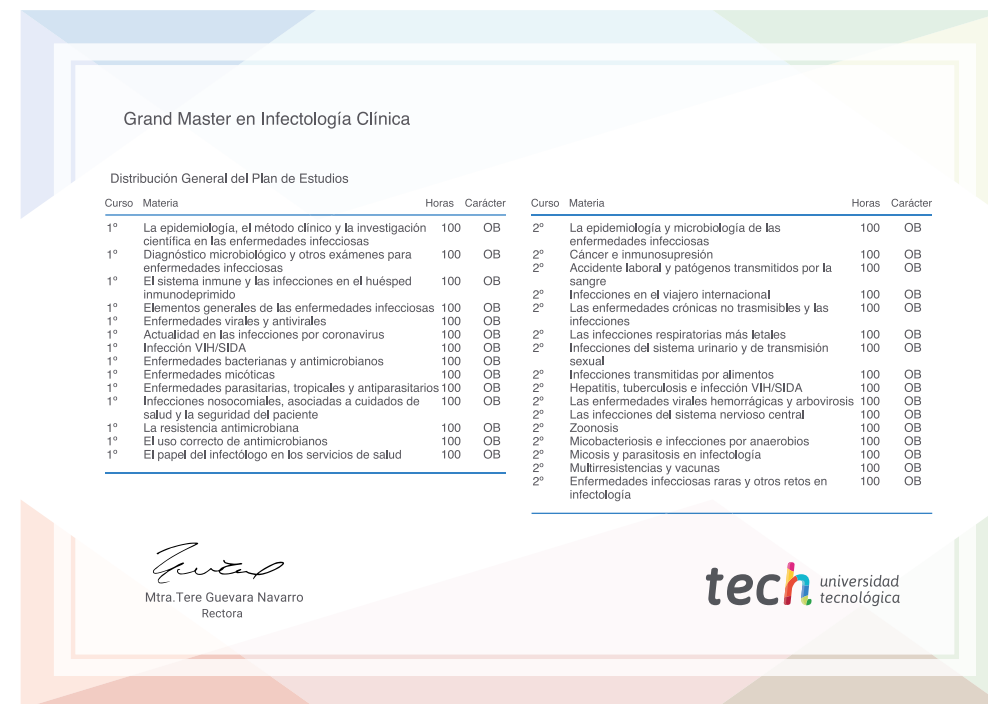 Grand Master en Infectología Clínica
Distribución General del Plan de Estudios
Curso Materia Horas Carácter
1º La epidemiología, el método clínico y la investigación 100 OB
científica en las enfermedades infecciosas
1º Diagnóstico microbiológico y otros exámenes para 100 OB
enfermedades infecciosas
1º El sistema inmune y las infecciones en el huésped 100 OB
inmunodeprimido
1º Elementos generales de las enfermedades infecciosas 100 OB
1º Enfermedades virales y antivirales 100 OB
1º Actualidad en las infecciones por coronavirus 100 OB
1º Infección VIH/SIDA 100 OB
1º Enfermedades bacterianas y antimicrobianos 100 OB
1º Enfermedades micóticas 100 OB
1º Enfermedades parasitarias, tropicales y antiparasitarios 100 OB
1º Infecciones nosocomiales, asociadas a cuidados de 100 OB
salud y la seguridad del paciente
1º La resistencia antimicrobiana 100 OB
1º El uso correcto de antimicrobianos 100 OB
1º El papel del infectólogo en los servicios de salud 100 OB
Curso Materia Horas Carácter
2º La epidemiología y microbiología de las 100 OB
enfermedades infecciosas
2º Cáncer e inmunosupresión 100 OB
2º Accidente laboral y patógenos transmitidos por la 100 OB
sangre
2º Infecciones en el viajero internacional 100 OB
2º Las enfermedades crónicas no trasmisibles y las 100 OB
infecciones
2º Las infecciones respiratorias más letales 100 OB
2º Infecciones del sistema urinario y de transmisión 100 OB
sexual
2º Infecciones transmitidas por alimentos 100 OB
2º Hepatitis, tuberculosis e infección VIH/SIDA 100 OB
2º Las enfermedades virales hemorrágicas y arbovirosis 100 OB
2º Las infecciones del sistema nervioso central 100 OB
2º Zoonosis 100 OB
2º Micobacteriosis e infecciones por anaerobios 100 OB
2º Micosis y parasitosis en infectología 100 OB
2º Multirresistencias y vacunas 100 OB
2º Enfermedades infecciosas raras y otros retos en 100 OB
infectología
Mtra.Tere Guevara Navarro
Rectora
tech universidad
tecnológica